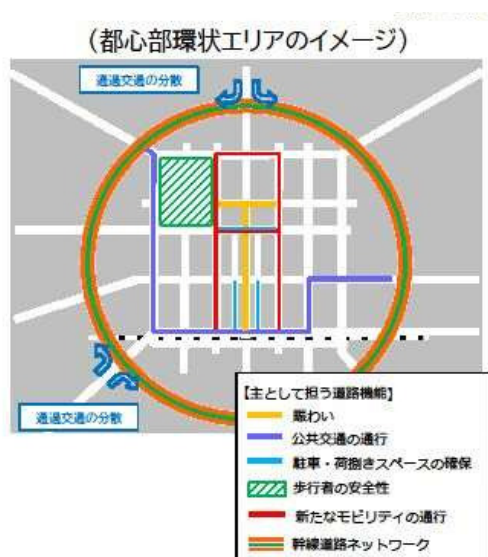 （都心部環状エリアのイメージ）
通過交通の分散
通過交通の分散
【主として担う道路機能】
賑わい
公共交通の通行
駐車・荷捌きスペースの確保
歩行者の安全性
新たなモビリティの通行
幹線道路ネットワーク